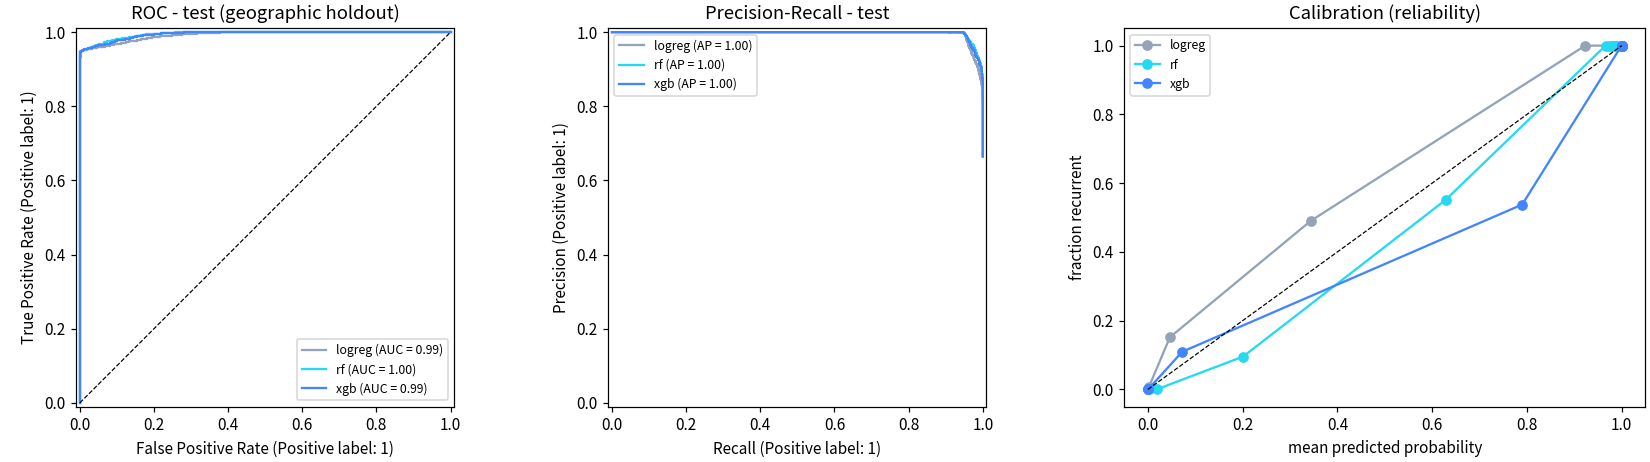 ROC - test (geographic holdout)
True Positive Rate (Positive label: 1)
1.0
0.8
0.6
0.4
0.2
0.0
logreg (AUC = 0.99)
rf (AUC = 1.00)
xgb (AUC = 0.99)
0.0 0.2 0.4 0.6 0.8 1.0
False Positive Rate (Positive label: 1)
Precision-Recall - test
Precision (Positive label: 1)
1.0
0.8
0.6
0.4
0.2
0.0
logreg (AP = 1.00)
rf (AP = 1.00)
xgb (AP = 1.00)
0.0 0.2 0.4 0.6 0.8 1.0
Recall (Positive label: 1)
Calibration (reliability)
fraction recurrent
1.0
0.8
0.6
0.4
0.2
0.0
logreg
rf
xgb
0.0 0.2 0.4 0.6 0.8 1.0
mean predicted probability